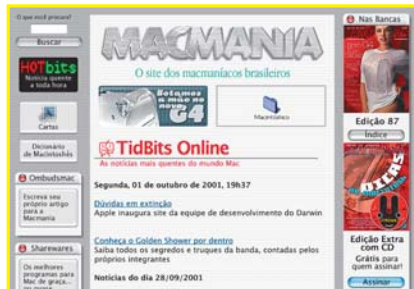 O que você procura?
Buscar
HOTbits
Notícia quente
a toda hora
Cartas
Dicionário
de Macintoshês
Ombudsmac
Escreva seu
próprio artigo
para a
Macmania
Sharewares
Os melhores
programas para
Mac de graça...
MACMANIA
O site dos macmaníacos brasileiros
Botamos
a mão no
novo
G4
Macintóshico
TidBits Online
As notícias mais quentes do mundo Mac
Segunda, 01 de outubro de 2001, 19h37
Dúvidas em extinção
Apple inaugura site da equipe de desenvolvimento do Darwin
Conheça o Golden Shower por dentro
Saiba todos os segredos e truques da banda, contadas pelos
próprios integrantes
Notícias do dia 28/09/2001
Nas Bancas
Edição 87
Índice
DICAS
Edição Extra
com CD
Grátis para
quem assinar!
Assinar